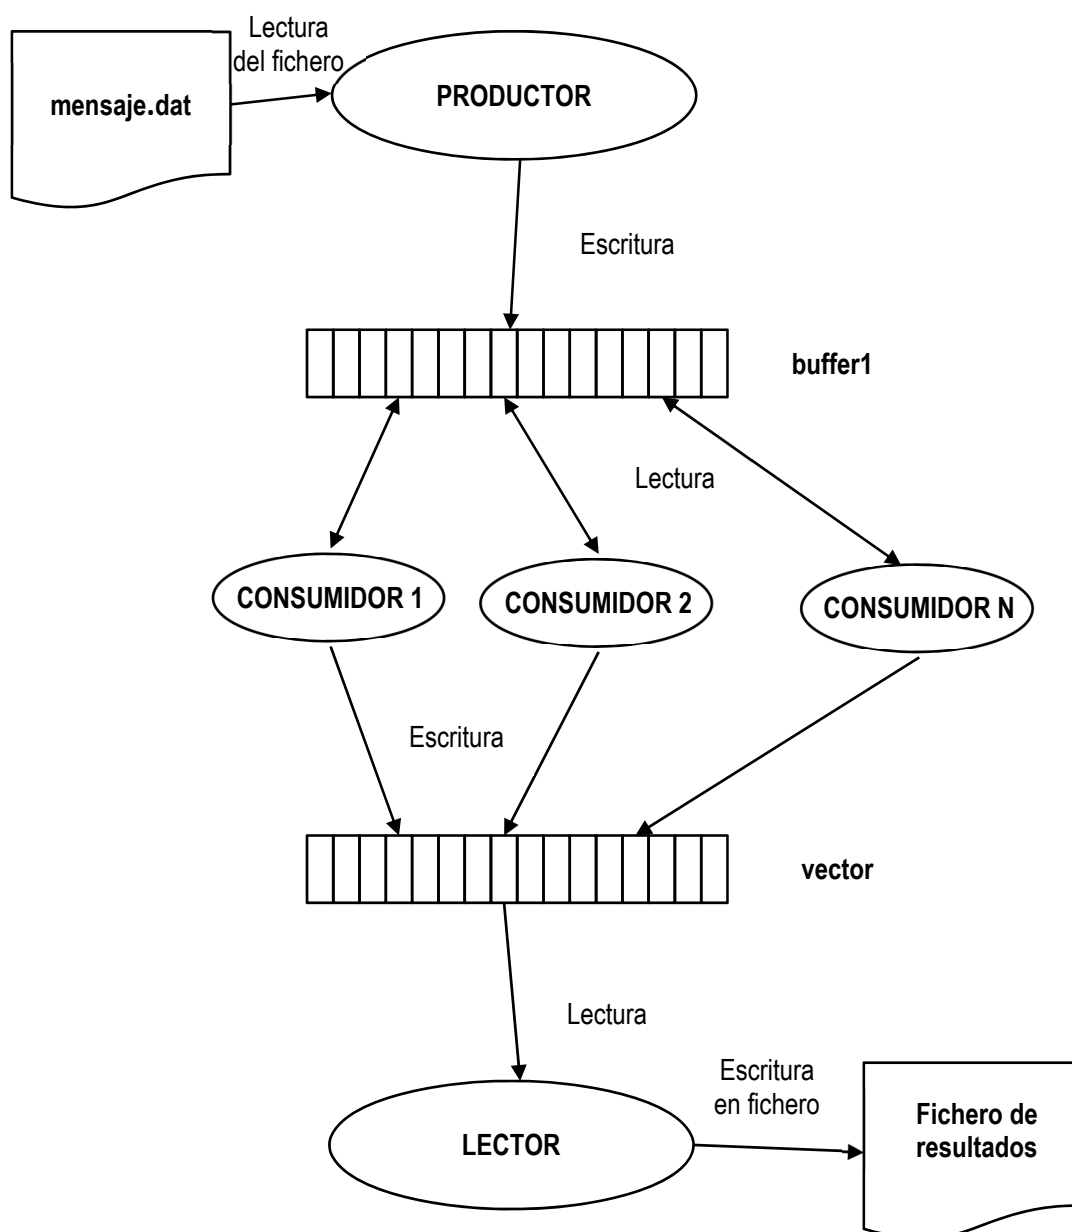 Lectura
del fichero
mensaje.dat
PRODUCTOR
Escritura
buffer1
Lectura
CONSUMIDOR 1
CONSUMIDOR 2
CONSUMIDOR N
Escritura
vector
Lectura
Escritura
en fichero
LECTOR
Fichero de
resultados